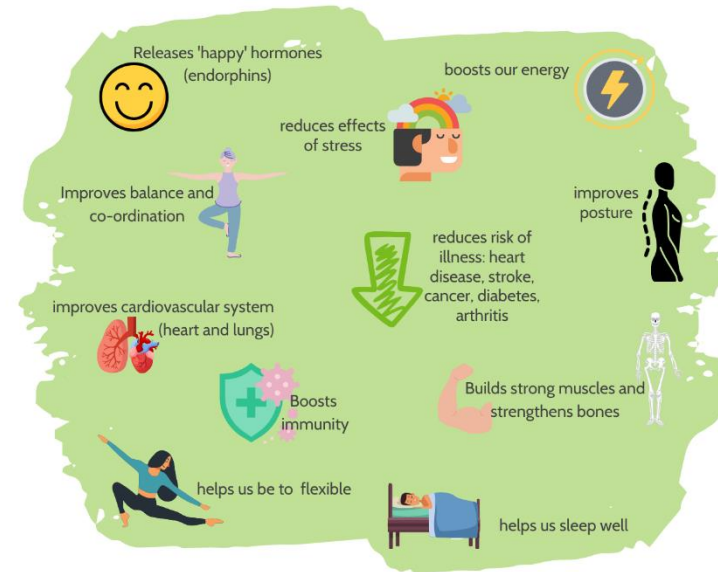 Releases 'happy' hormones
(endorphins)
boosts our energy
reduces effects
of stress
Improves balance and
co-ordination
improves
posture
reduces risk of
illness: heart
disease, stroke,
cancer, diabetes,
arthritis
improves cardiovascular system
(heart and lungs)
Boosts
immunity
Builds strong muscles and
strengthens bones
helps us be to flexible
helps us sleep well